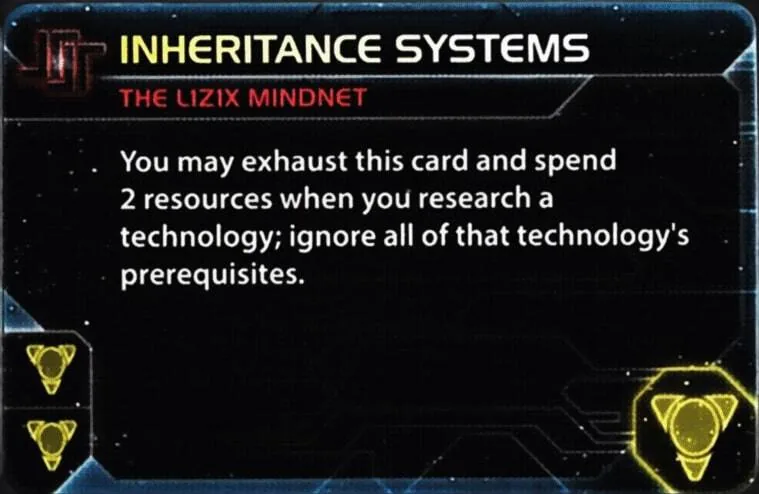 INHERITANCE SYSTEMS
THE L1Z1X MINDNET
You may exhaust this card and spend
2 resources when you research a
technology; ignore all of that technology's
prerequisites.